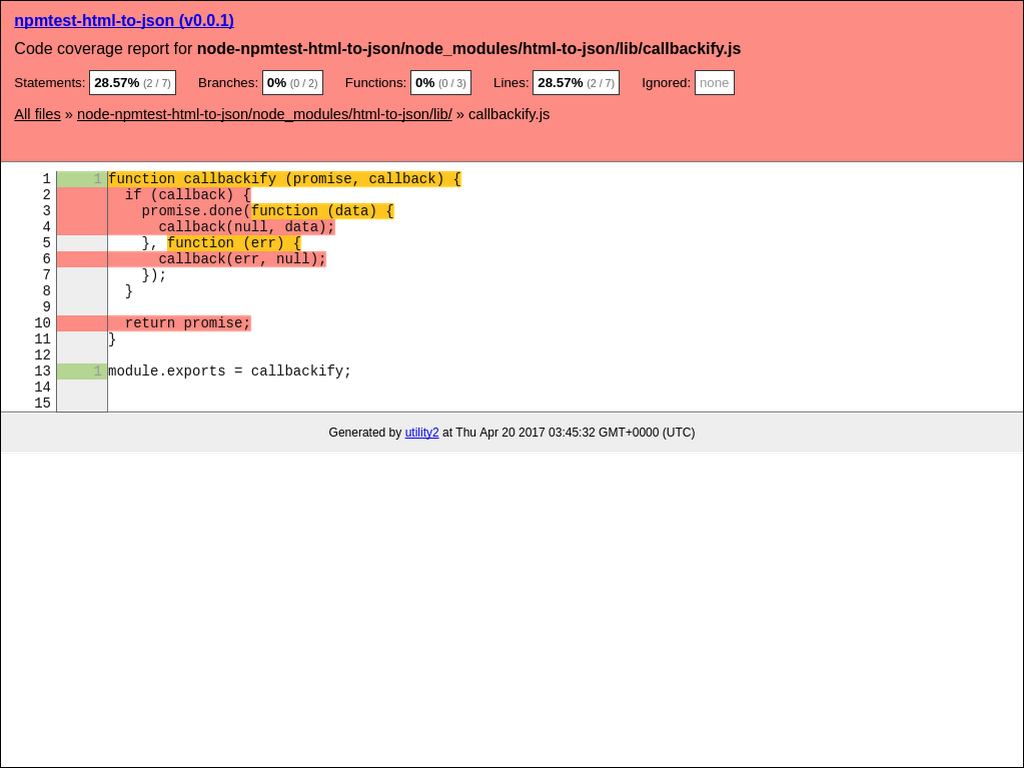 npmtest-html-to-json (v0.0.1)
Code coverage report for node-npmtest-html-to-json/node_modules/html-to-json/lib/callbackify.js
Statements: 28.57% (2 / 7) Branches: 0% (0 / 2) Functions: 0% (0 / 3) Lines: 28.57% (2 / 7) Ignored: none
All files » node-npmtest-html-to-json/node_modules/html-to-json/lib/ » callbackify.js
1 1 function callbackify (promise, callback) {
2 if (callback) {
3 promise.done(function (data) {
4 callback(null, data);
5 }, function (err) {
6 callback(err, null);
7 });
8 }
9
10 return promise;
11 }
12
13 1 module.exports = callbackify;
14
15
Generated by utility2 at Thu Apr 20 2017 03:45:32 GMT+0000 (UTC)